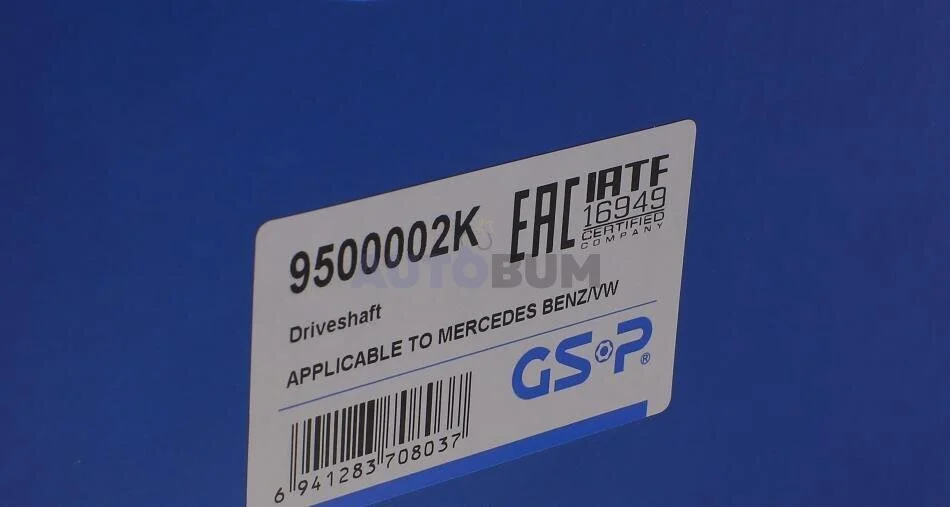 9500002K
EAC
IATF
16949
CERTIFIED
COMPANY
AUTOBUM
Driveshaft
APPLICABLE TO MERCEDES BENZ/VW
GSP®
6 941283 708037